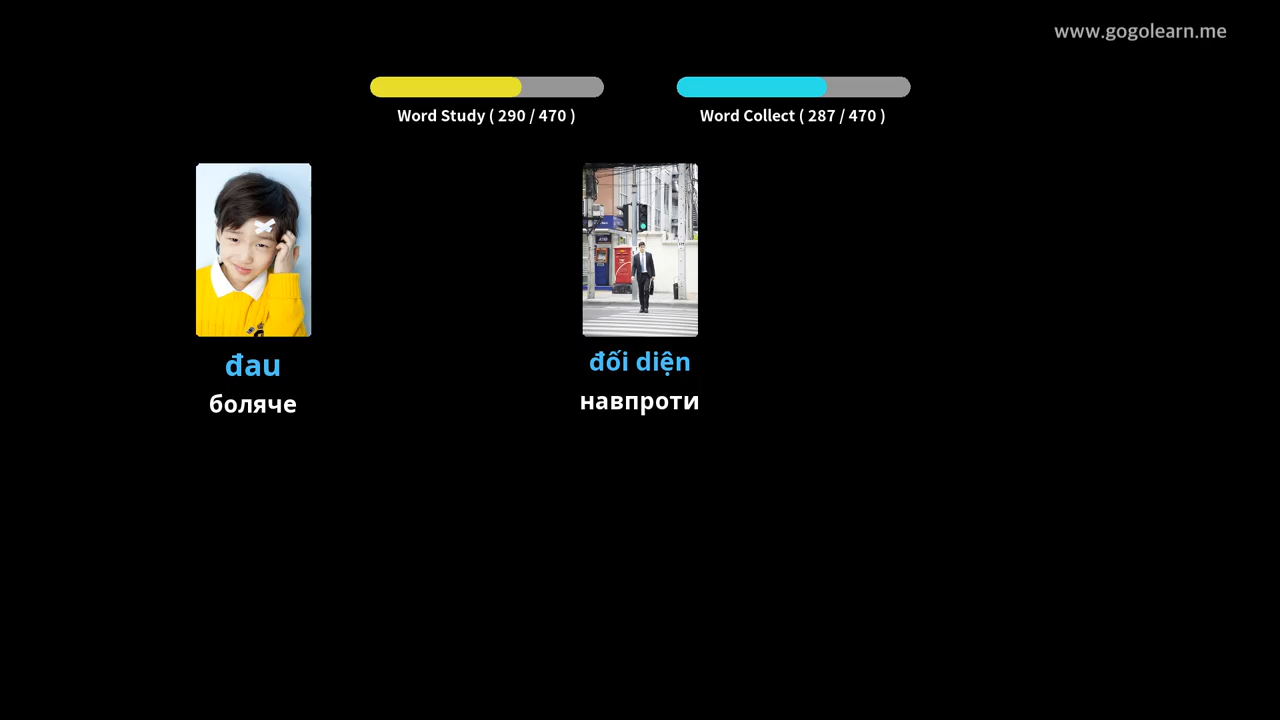 www.gogolearn.me
Word Study ( 290 / 470 )
Word Collect ( 287 / 470 )
đau
боляче
đối diện
навпроти